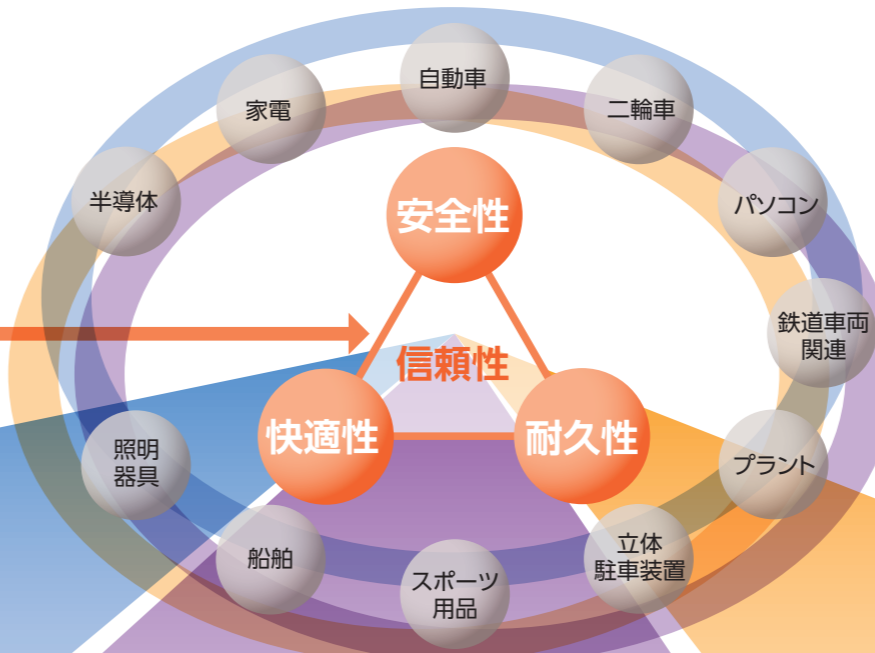 自動車
家電
二輪車
半導体
パソコン
安全性
鉄道車両
関連
信頼性
快適性
耐久性
照明
器具
プラント
船舶
立体
駐車装置
スポーツ
用品